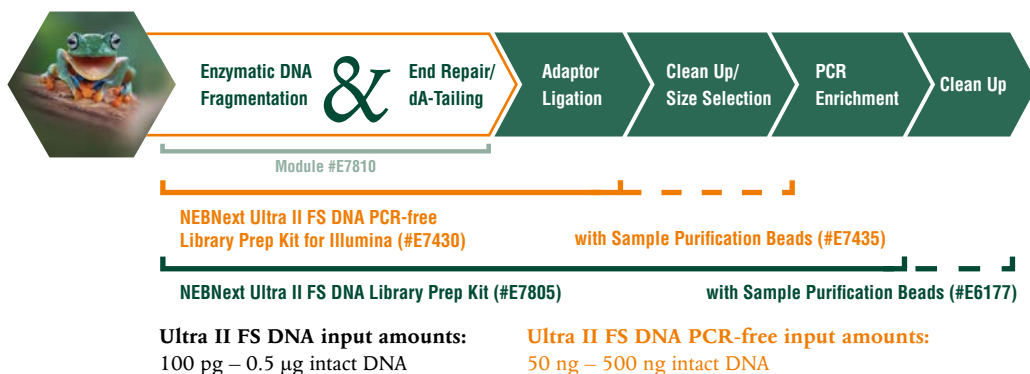 Enzymatic DNA
Fragmentation
&
End Repair/
dA-Tailing
Adaptor
Ligation
Clean Up/
Size Selection
PCR
Enrichment
Clean Up
Module #E7810
NEBNext Ultra II FS DNA PCR-free
Library Prep Kit for Illumina (#E7430)
with Sample Purification Beads (#E7435)
NEBNext Ultra II FS DNA Library Prep Kit (#E7805)
with Sample Purification Beads (#E6177)
Ultra II FS DNA input amounts:
100 pg – 0.5 µg intact DNA
Ultra II FS DNA PCR-free input amounts:
50 ng – 500 ng intact DNA